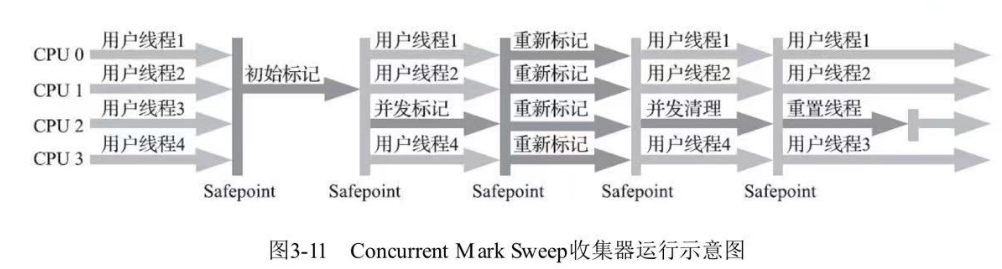 CPU 0 用户线程1 用户线程1 重新标记 用户线程1 用户线程1
初始标记
CPU 1 用户线程2 用户线程2 重新标记 用户线程2 用户线程2
CPU 2 用户线程3 并发标记 重新标记 并发清理 重置线程
CPU 3 用户线程4 用户线程4 重新标记 用户线程4 用户线程3
Safepoint Safepoint Safepoint Safepoint Safepoint
图3-11 Concurrent Mark Sweep收集器运行示意图